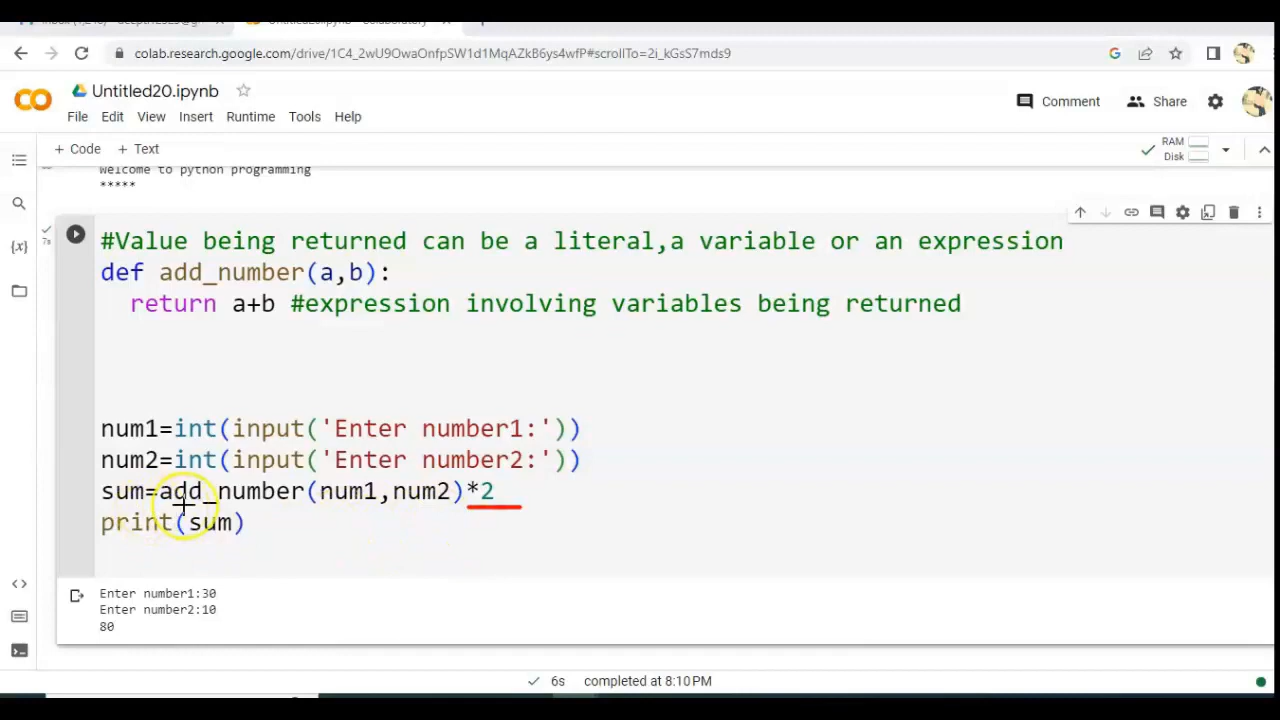 colab.research.google.com/drive/1C4_2wU9OwaOnfpSW1d1MqAZkB6ys4wfP#scrollTo=2i_kGsS7mds9
G
CO
Untitled20.ipynb
Comment
Share
File Edit View Insert Runtime Tools Help
+ Code + Text
RAM
Disk
Welcome to python programming
*****
{x}
7s
#Value being returned can be a literal,a variable or an expression
def add_number(a,b):
return a+b #expression involving variables being returned
num1=int(input('Enter number1:'))
num2=int(input('Enter number2:'))
sum=add_number(num1,num2)*2
print(sum)
Enter number1:30
Enter number2:10
80
6s completed at 8:10PM